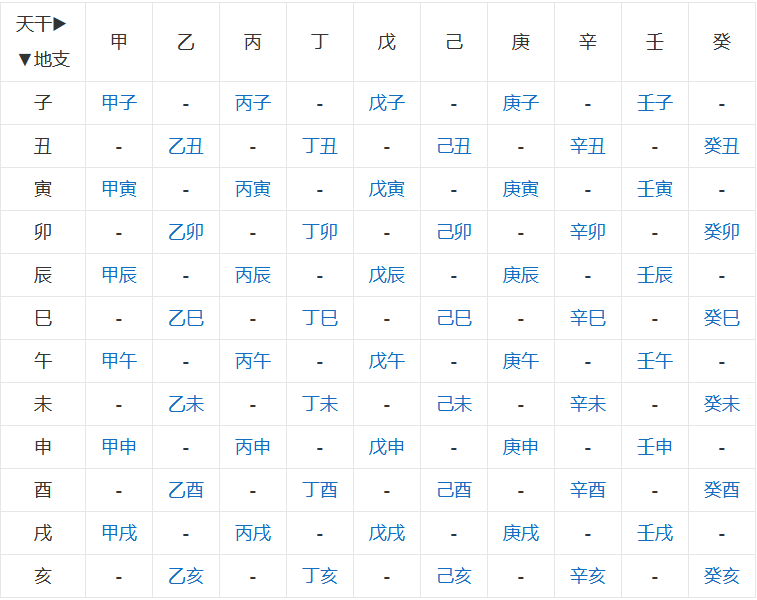 天干▶ 甲 乙 丙 丁 戊 己 庚 辛 壬 癸
▼地支
子 甲子 - 丙子 - 戊子 - 庚子 - 壬子 -
丑 - 乙丑 - 丁丑 - 己丑 - 辛丑 - 癸丑
寅 甲寅 - 丙寅 - 戊寅 - 庚寅 - 壬寅 -
卯 - 乙卯 - 丁卯 - 己卯 - 辛卯 - 癸卯
辰 甲辰 - 丙辰 - 戊辰 - 庚辰 - 壬辰 -
巳 - 乙巳 - 丁巳 - 己巳 - 辛巳 - 癸巳
午 甲午 - 丙午 - 戊午 - 庚午 - 壬午 -
未 - 乙未 - 丁未 - 己未 - 辛未 - 癸未
申 甲申 - 丙申 - 戊申 - 庚申 - 壬申 -
酉 - 乙酉 - 丁酉 - 己酉 - 辛酉 - 癸酉
戌 甲戌 - 丙戌 - 戊戌 - 庚戌 - 壬戌 -
亥 - 乙亥 - 丁亥 - 己亥 - 辛亥 - 癸亥